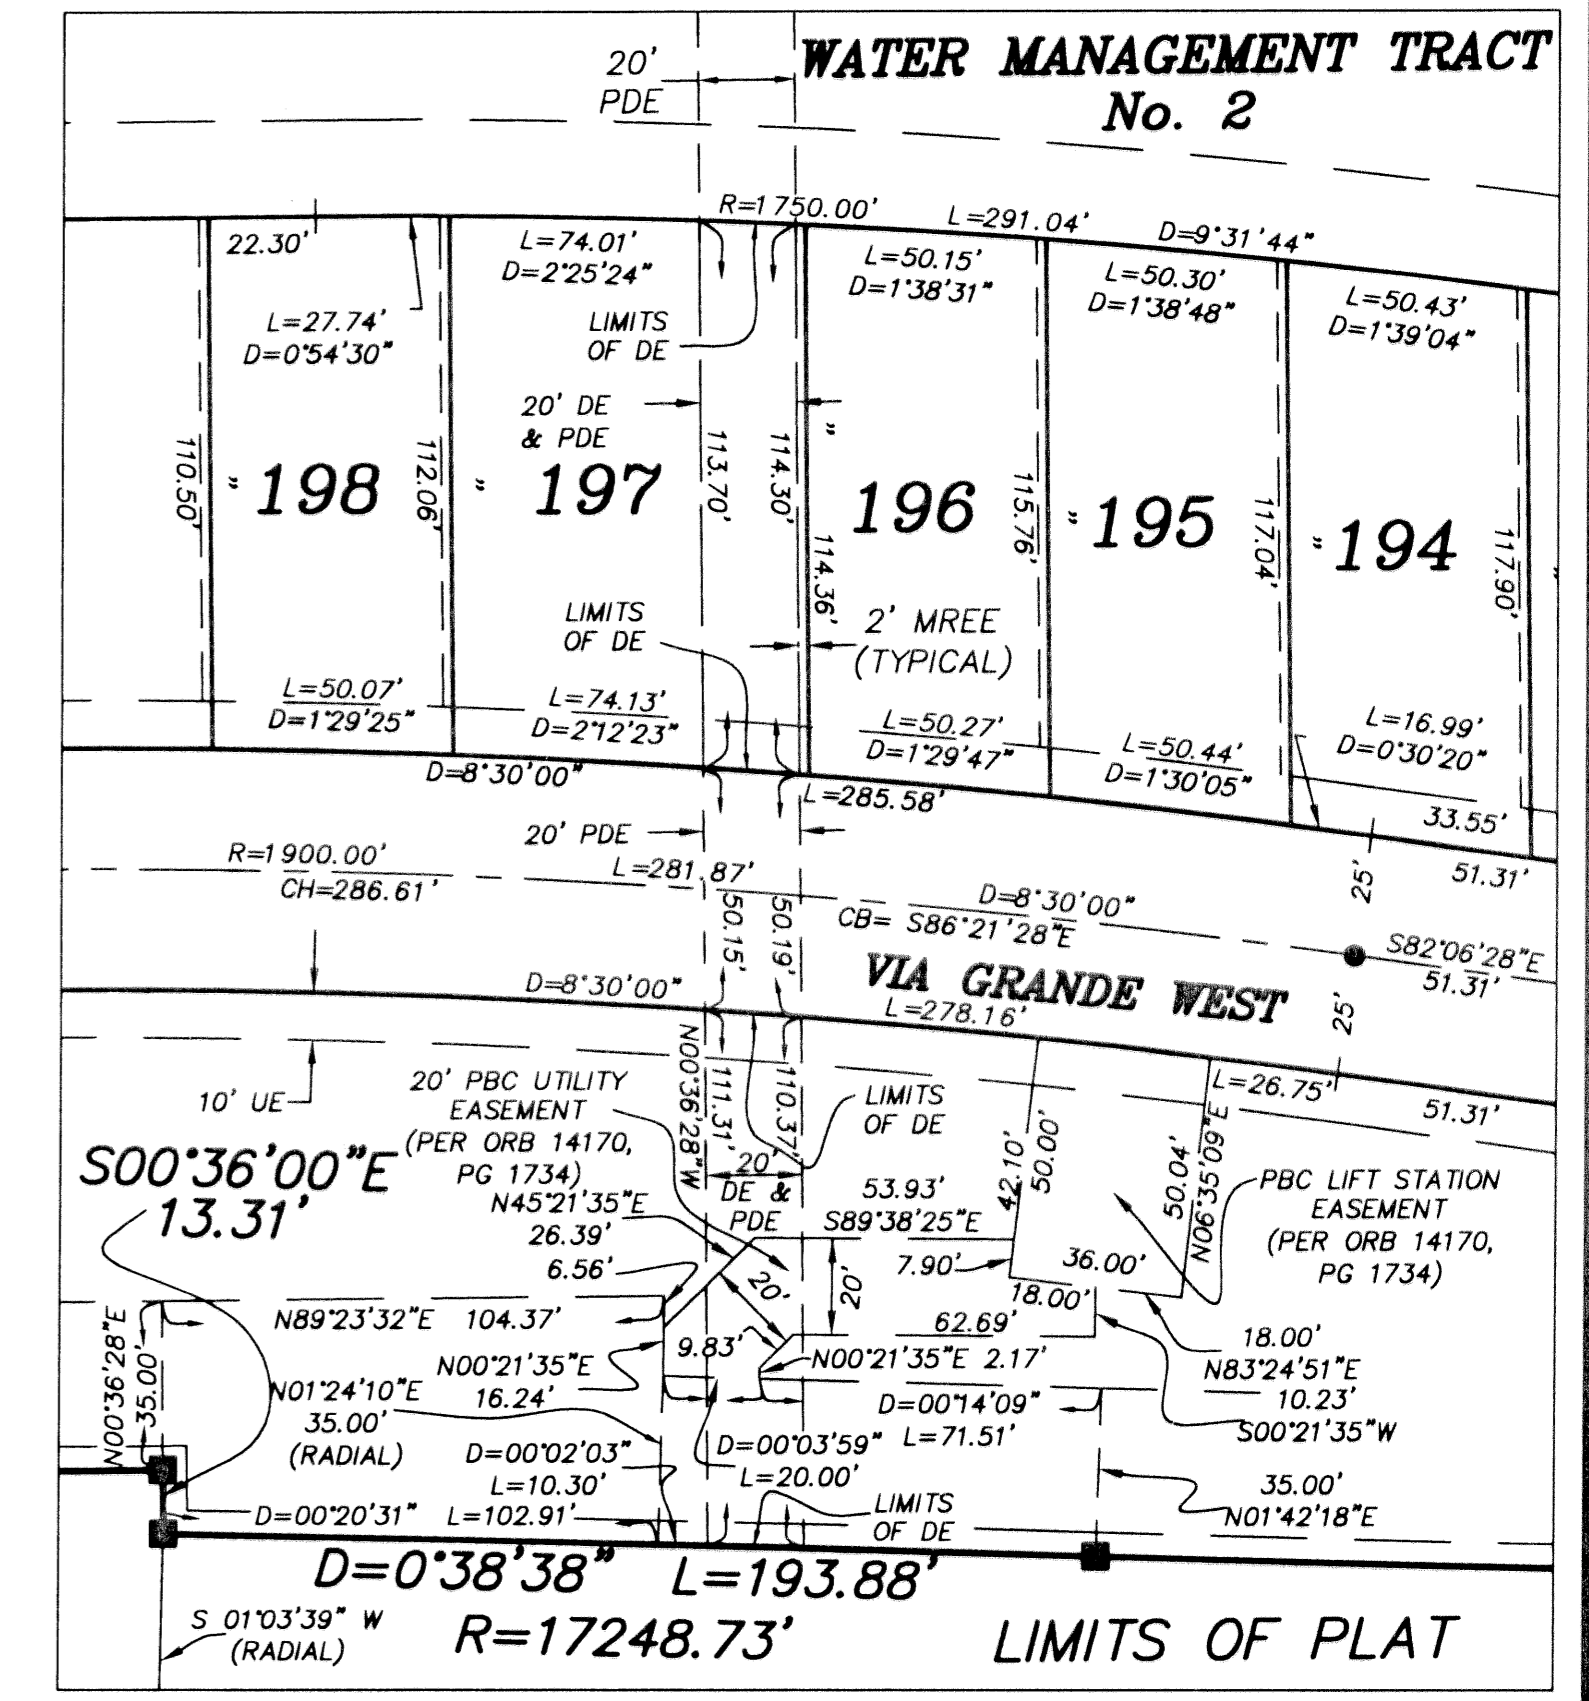 WATER MANAGEMENT TRACT
No. 2
20'
PDE
R=1750.00'
L=291.04'
D=9°31'44"
22.30'
L=74.01'
D=2°25'24"
L=50.15'
D=1°38'31"
L=50.30'
D=1°38'48"
L=50.43'
D=1°39'04"
L=27.74'
D=0°54'30"
LIMITS
OF DE
20' DE
& PDE
110.50'
" 198
112.06'
" 197
113.70'
114.30'
"
114.36'
196
115.76'
" 195
117.04'
" 194
117.90'
LIMITS
OF DE
2' MREE
(TYPICAL)
L=50.07'
D=1°29'25"
L=74.13'
D=2°12'23"
L=50.27'
D=1°29'47"
L=50.44'
D=1°30'05"
L=16.99'
D=0°30'20"
D=8°30'00"
L=285.58'
33.55'
20' PDE
51.31'
25'
R=1900.00'
CH=286.61'
L=281.87'
D=8°30'00"
CB= S86°21'28"E
50.15'
50.19'
S82°06'28"E
51.31'
VIA GRANDE WEST
D=8°30'00"
L=278.16'
25'
10' UE
20' PBC UTILITY
EASEMENT
(PER ORB 14170,
PG 1734)
N00°36'28"W
111.31'
110.37'
LIMITS
OF DE
L=26.75'
51.31'
42.10'
50.00'
50.04'
N06°35'09"E
PBC LIFT STATION
EASEMENT
(PER ORB 14170,
PG 1734)
S00°36'00"E
13.31'
20'
DE &
PDE
53.93'
S89°38'25"E
N45°21'35"E
26.39'
6.56'
7.90'
36.00'
18.00'
20'
20'
N89°23'32"E 104.37'
62.69'
18.00'
N83°24'51"E
N00°36'28"E
35.00'
9.83'
N00°21'35"E 2.17'
N00°21'35"E
16.24'
N01°24'10"E
35.00'
(RADIAL)
D=00°14'09"
L=71.51'
10.23'
S00°21'35"W
D=00°02'03"
L=10.30'
D=00°03'59"
L=20.00'
35.00'
N01°42'18"E
D=00°20'31" L=102.91'
LIMITS
OF DE
D=0°38'38" L=193.88'
S 01°03'39" W
(RADIAL)
R=17248.73'
LIMITS OF PLAT